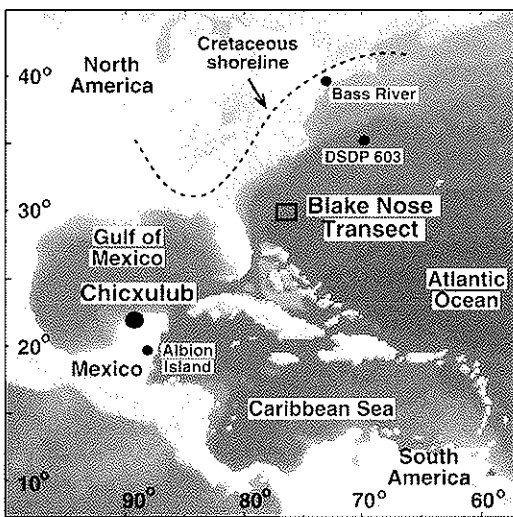 North
America
Cretaceous
shoreline
40°
Bass River
DSDP 603
30°
Blake Nose
Transect
Gulf of
Mexico
Chicxulub
Atlantic
Ocean
20°
Mexico
Albion
Island
Caribbean Sea
South
America
10°
90°
80°
70°
60°